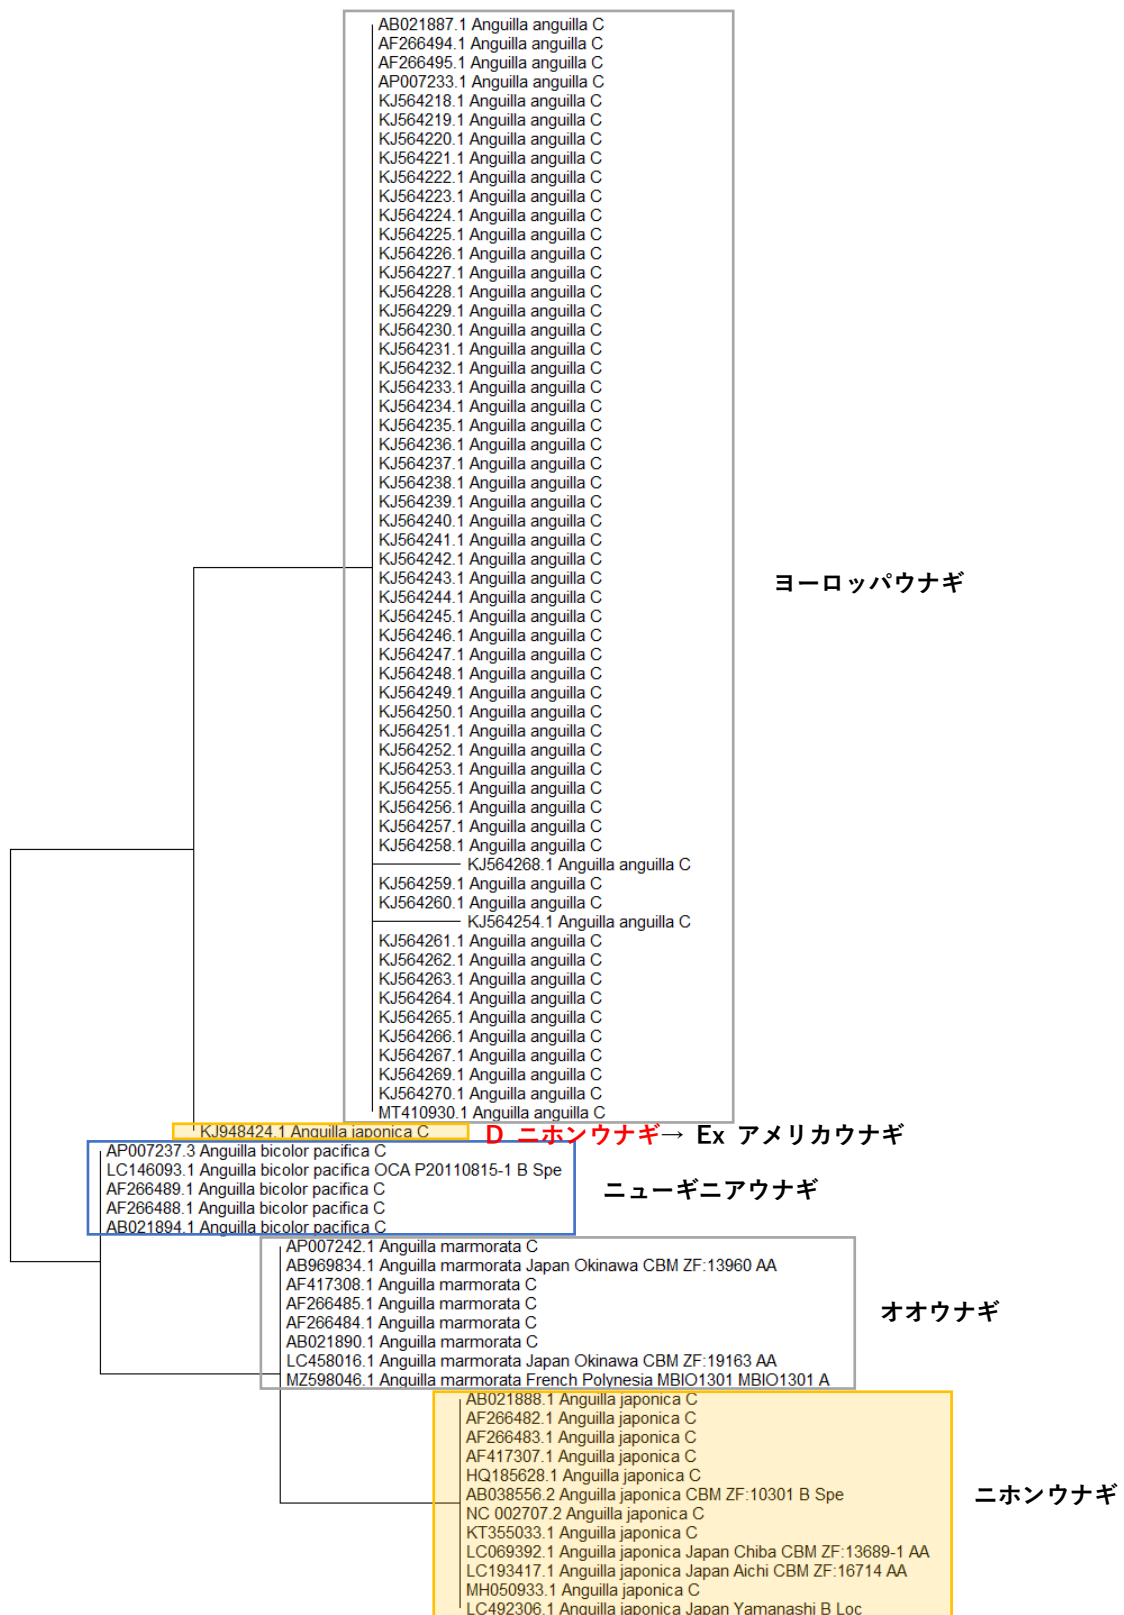 AB021887.1 Anguilla anguilla C
AF266494.1 Anguilla anguilla C
AF266495.1 Anguilla anguilla C
AP007233.1 Anguilla anguilla C
KJ564218.1 Anguilla anguilla C
KJ564219.1 Anguilla anguilla C
KJ564220.1 Anguilla anguilla C
KJ564221.1 Anguilla anguilla C
KJ564222.1 Anguilla anguilla C
KJ564223.1 Anguilla anguilla C
KJ564224.1 Anguilla anguilla C
KJ564225.1 Anguilla anguilla C
KJ564226.1 Anguilla anguilla C
KJ564227.1 Anguilla anguilla C
KJ564228.1 Anguilla anguilla C
KJ564229.1 Anguilla anguilla C
KJ564230.1 Anguilla anguilla C
KJ564231.1 Anguilla anguilla C
KJ564232.1 Anguilla anguilla C
KJ564233.1 Anguilla anguilla C
KJ564234.1 Anguilla anguilla C
KJ564235.1 Anguilla anguilla C
KJ564236.1 Anguilla anguilla C
KJ564237.1 Anguilla anguilla C
KJ564238.1 Anguilla anguilla C
KJ564239.1 Anguilla anguilla C
KJ564240.1 Anguilla anguilla C
KJ564241.1 Anguilla anguilla C
KJ564242.1 Anguilla anguilla C
KJ564243.1 Anguilla anguilla C
KJ564244.1 Anguilla anguilla C
KJ564245.1 Anguilla anguilla C
KJ564246.1 Anguilla anguilla C
KJ564247.1 Anguilla anguilla C
KJ564248.1 Anguilla anguilla C
KJ564249.1 Anguilla anguilla C
KJ564250.1 Anguilla anguilla C
KJ564251.1 Anguilla anguilla C
KJ564252.1 Anguilla anguilla C
KJ564253.1 Anguilla anguilla C
KJ564255.1 Anguilla anguilla C
KJ564256.1 Anguilla anguilla C
KJ564257.1 Anguilla anguilla C
KJ564258.1 Anguilla anguilla C
KJ564268.1 Anguilla anguilla C
KJ564259.1 Anguilla anguilla C
KJ564260.1 Anguilla anguilla C
KJ564254.1 Anguilla anguilla C
KJ564261.1 Anguilla anguilla C
KJ564262.1 Anguilla anguilla C
KJ564263.1 Anguilla anguilla C
KJ564264.1 Anguilla anguilla C
KJ564265.1 Anguilla anguilla C
KJ564266.1 Anguilla anguilla C
KJ564267.1 Anguilla anguilla C
KJ564269.1 Anguilla anguilla C
KJ564270.1 Anguilla anguilla C
MT410930.1 Anguilla anguilla C
ヨーロッパウナギ
KJ948424.1 Anguilla japonica C
D ニホンウナギ→ Ex アメリカウナギ
AP007237.3 Anguilla bicolor pacifica C
LC146093.1 Anguilla bicolor pacifica OCA P20110815-1 B Spe
AF266489.1 Anguilla bicolor pacifica C
AF266488.1 Anguilla bicolor pacifica C
AB021894.1 Anguilla bicolor pacifica C
ニューギニアウナギ
AP007242.1 Anguilla marmorata C
AB969834.1 Anguilla marmorata Japan Okinawa CBM ZF:13960 AA
AF417308.1 Anguilla marmorata C
AF266485.1 Anguilla marmorata C
AF266484.1 Anguilla marmorata C
AB021890.1 Anguilla marmorata C
LC458016.1 Anguilla marmorata Japan Okinawa CBM ZF:19163 AA
MZ598046.1 Anguilla marmorata French Polynesia MBIO1301 MBIO1301 A
オオウナギ
AB021888.1 Anguilla japonica C
AF266482.1 Anguilla japonica C
AF266483.1 Anguilla japonica C
AF417307.1 Anguilla japonica C
HQ185628.1 Anguilla japonica C
AB038556.2 Anguilla japonica CBM ZF:10301 B Spe
NC 002707.2 Anguilla japonica C
KT355033.1 Anguilla japonica C
LC069392.1 Anguilla japonica Japan Chiba CBM ZF:13689-1 AA
LC193417.1 Anguilla japonica Japan Aichi CBM ZF:16714 AA
MH050933.1 Anguilla japonica C
LC492306.1 Anguilla japonica Japan Yamanashi B Loc
ニホンウナギ